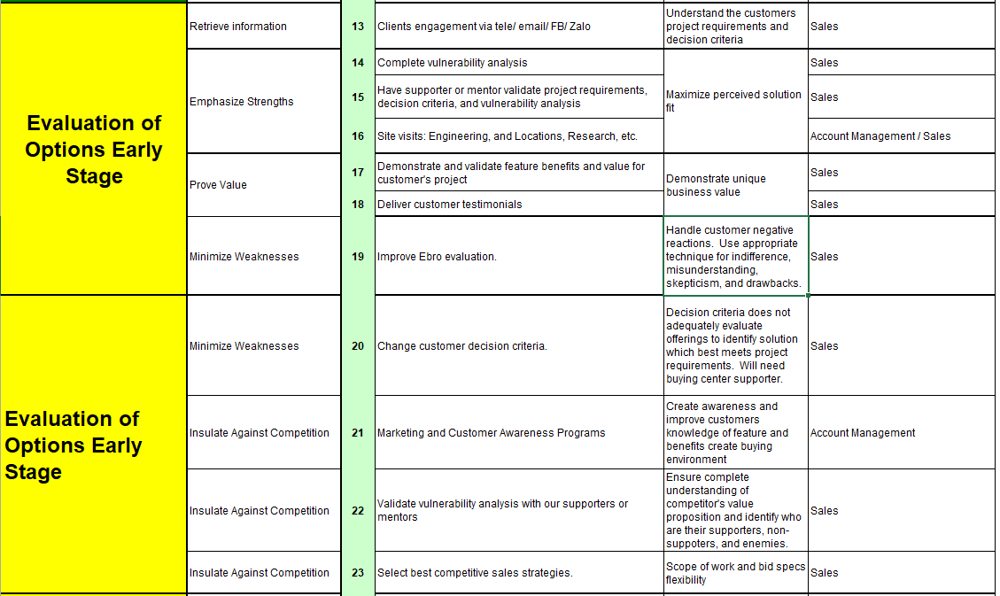 Evaluation of
Options Early
Stage
Retrieve information
13
Clients engagement via tele/ email/ FB/ Zalo
Understand the customers
project requirements and
decision criteria
Sales
Emphasize Strengths
14
Complete vulnerability analysis
Maximize perceived solution
fit
Sales
15
Have supporter or mentor validate project requirements,
decision criteria, and vulnerability analysis
Sales
16
Site visits: Engineering, and Locations, Research, etc.
Account Management / Sales
Prove Value
17
Demonstrate and validate feature benefits and value for
customer's project
Demonstrate unique
business value
Sales
18
Deliver customer testimonials
Sales
Minimize Weaknesses
19
Improve Ebro evaluation.
Handle customer negative
reactions.  Use appropriate
technique for indifference,
misunderstanding,
skepticism, and drawbacks.
Sales
Evaluation of
Options Early
Stage
Minimize Weaknesses
20
Change customer decision criteria.
Decision criteria does not
adequately evaluate
offerings to identify solution
which best meets project
requirements.  Will need
buying center supporter.
Sales
Insulate Against Competition
21
Marketing and Customer Awareness Programs
Create awareness and
improve customers
knowledge of feature and
benefits create buying
environment
Account Management
Insulate Against Competition
22
Validate vulnerability analysis with our supporters or
mentors
Ensure complete
understanding of
competitor's value
proposition and identify who
are their supporters, non-
suppoters, and enemies.
Sales
Insulate Against Competition
23
Select best competitive sales strategies.
Scope of work and bid specs
flexibility
Sales